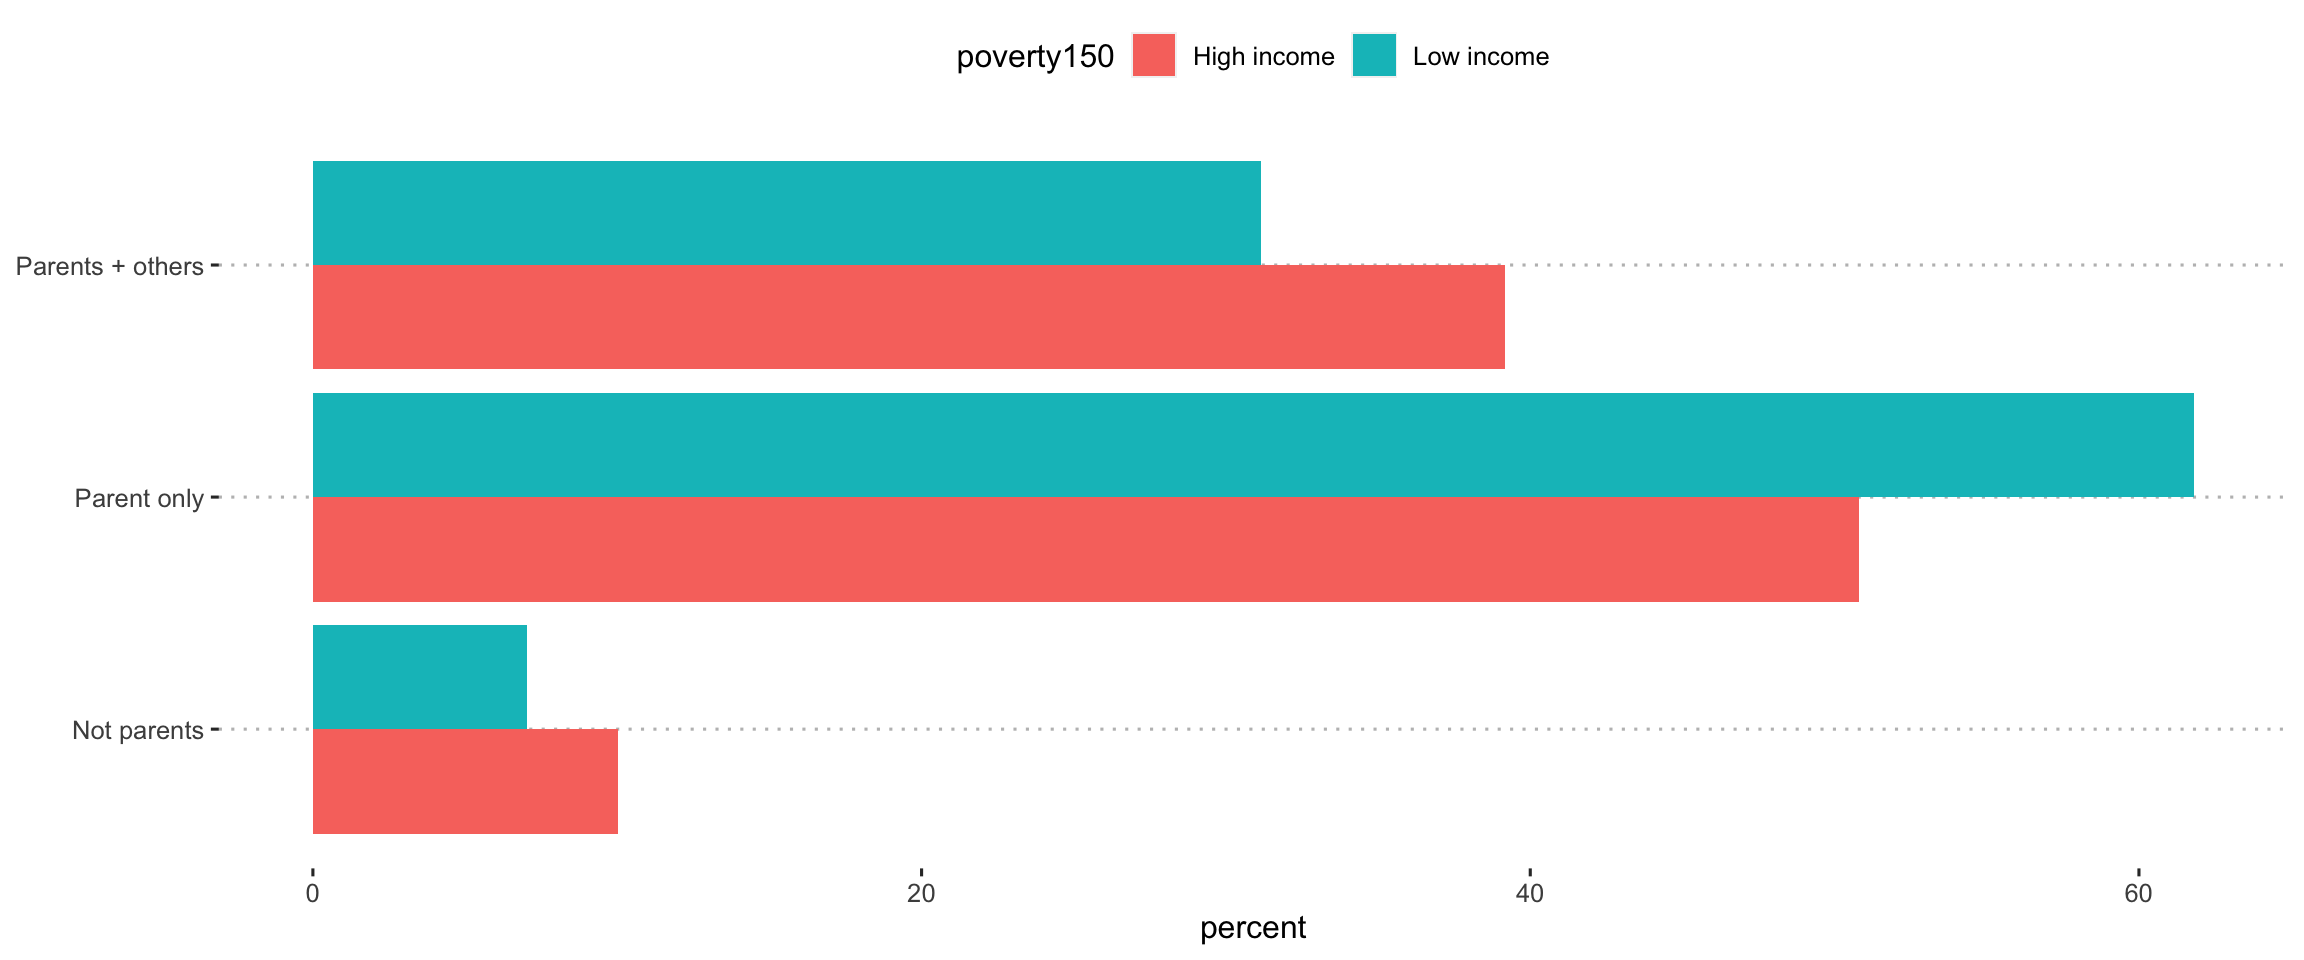 poverty150 High income Low income
Parents + others
Parent only
Not parents
0 20 40 60
percent